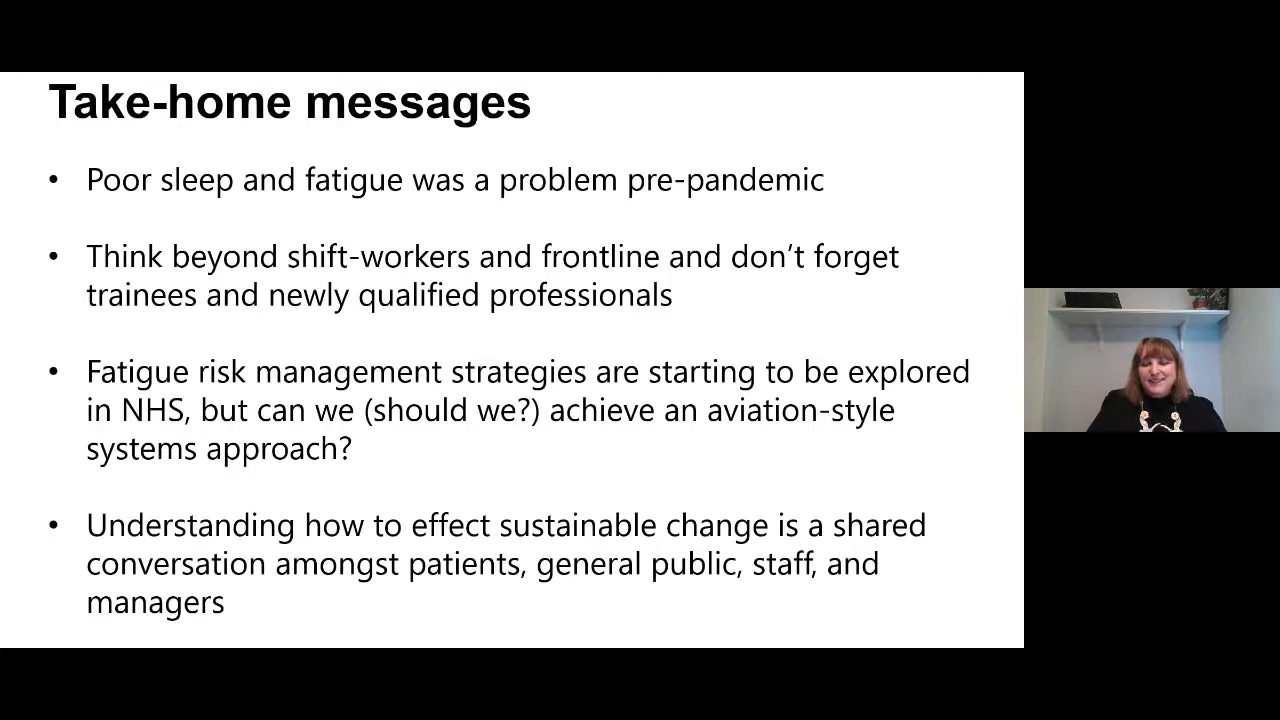 Take-home messages
• Poor sleep and fatigue was a problem pre-pandemic
• Think beyond shift-workers and frontline and don’t forget
trainees and newly qualified professionals
• Fatigue risk management strategies are starting to be explored
in NHS, but can we (should we?) achieve an aviation-style
systems approach?
• Understanding how to effect sustainable change is a shared
conversation amongst patients, general public, staff, and
managers